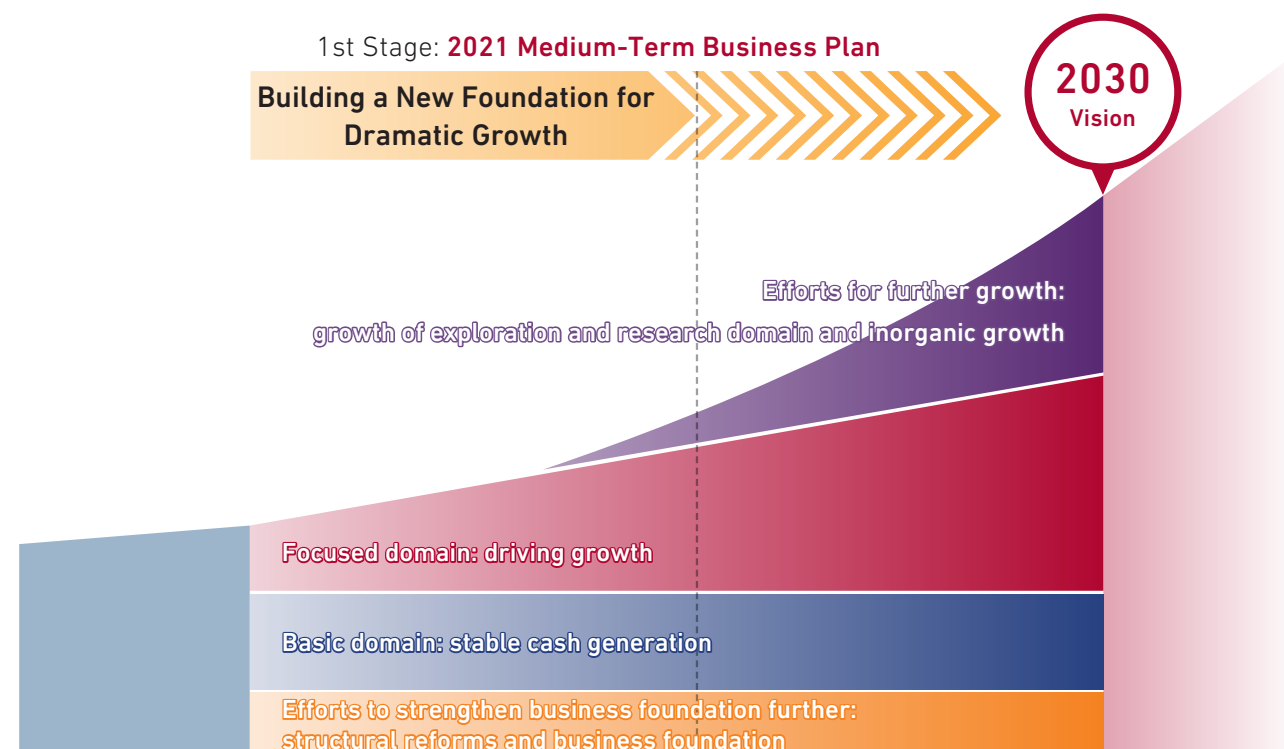 1st Stage: 2021 Medium-Term Business Plan
Building a New Foundation for
Dramatic Growth
2030
Vision
Efforts for further growth:
growth of exploration and research domain and inorganic growth
Focused domain: driving growth
Basic domain: stable cash generation
Efforts to strengthen business foundation further:
structural reforms and business foundation